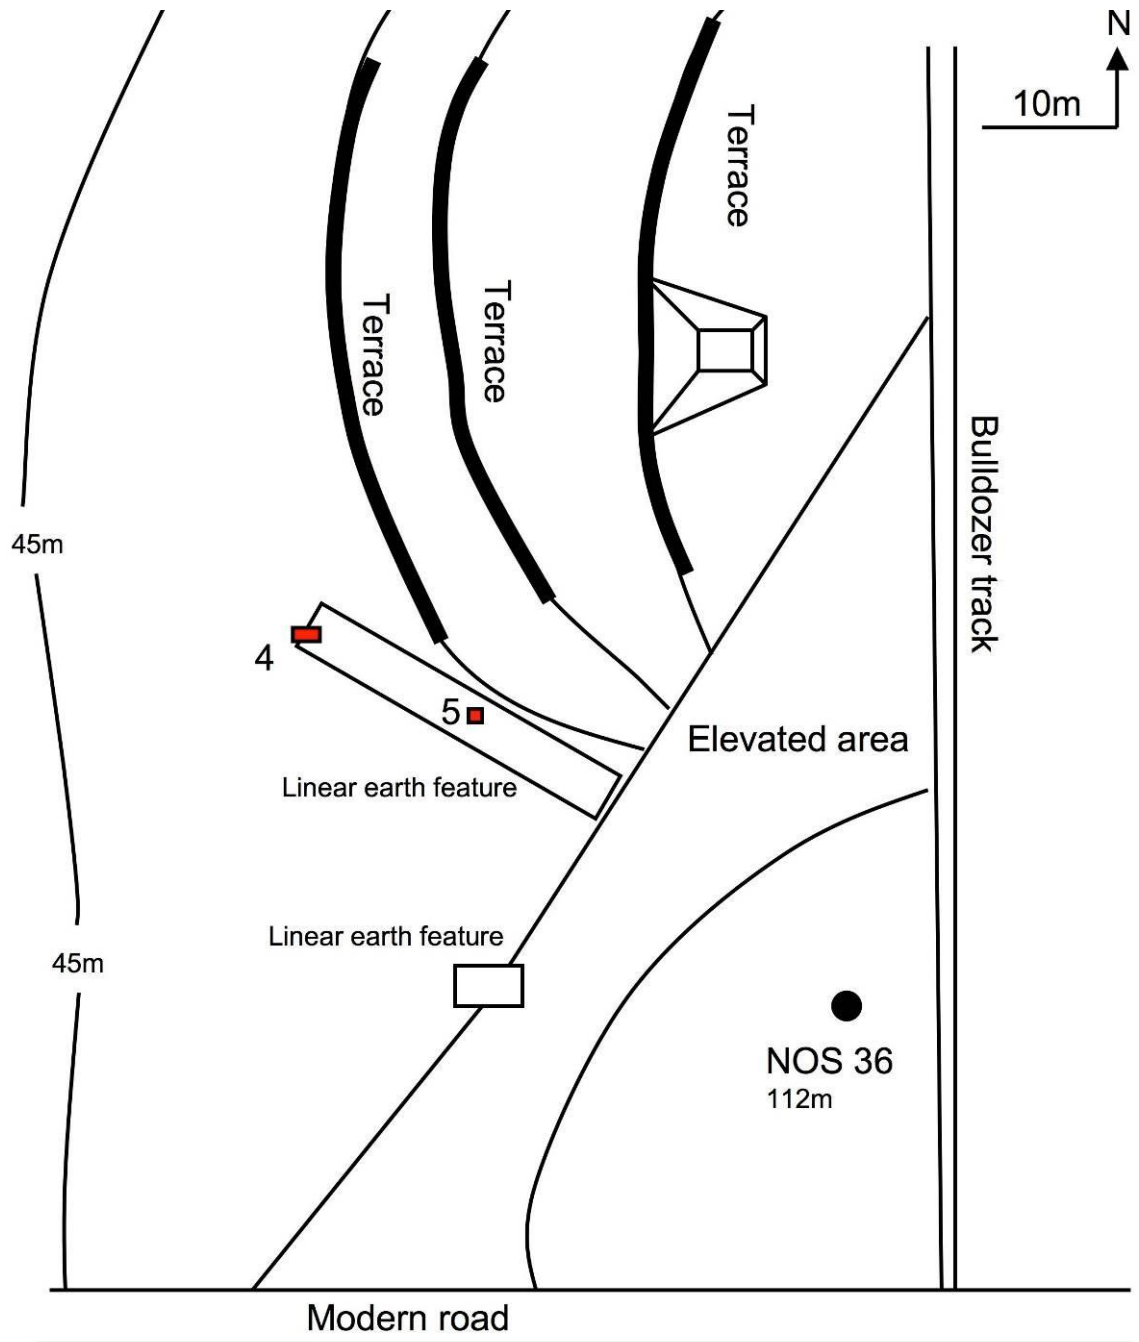 N
10m
Terrace
Terrace
Terrace
Bulldozer track
45m
4
5
Elevated area
Linear earth feature
Linear earth feature
45m
NOS 36
112m
Modern road